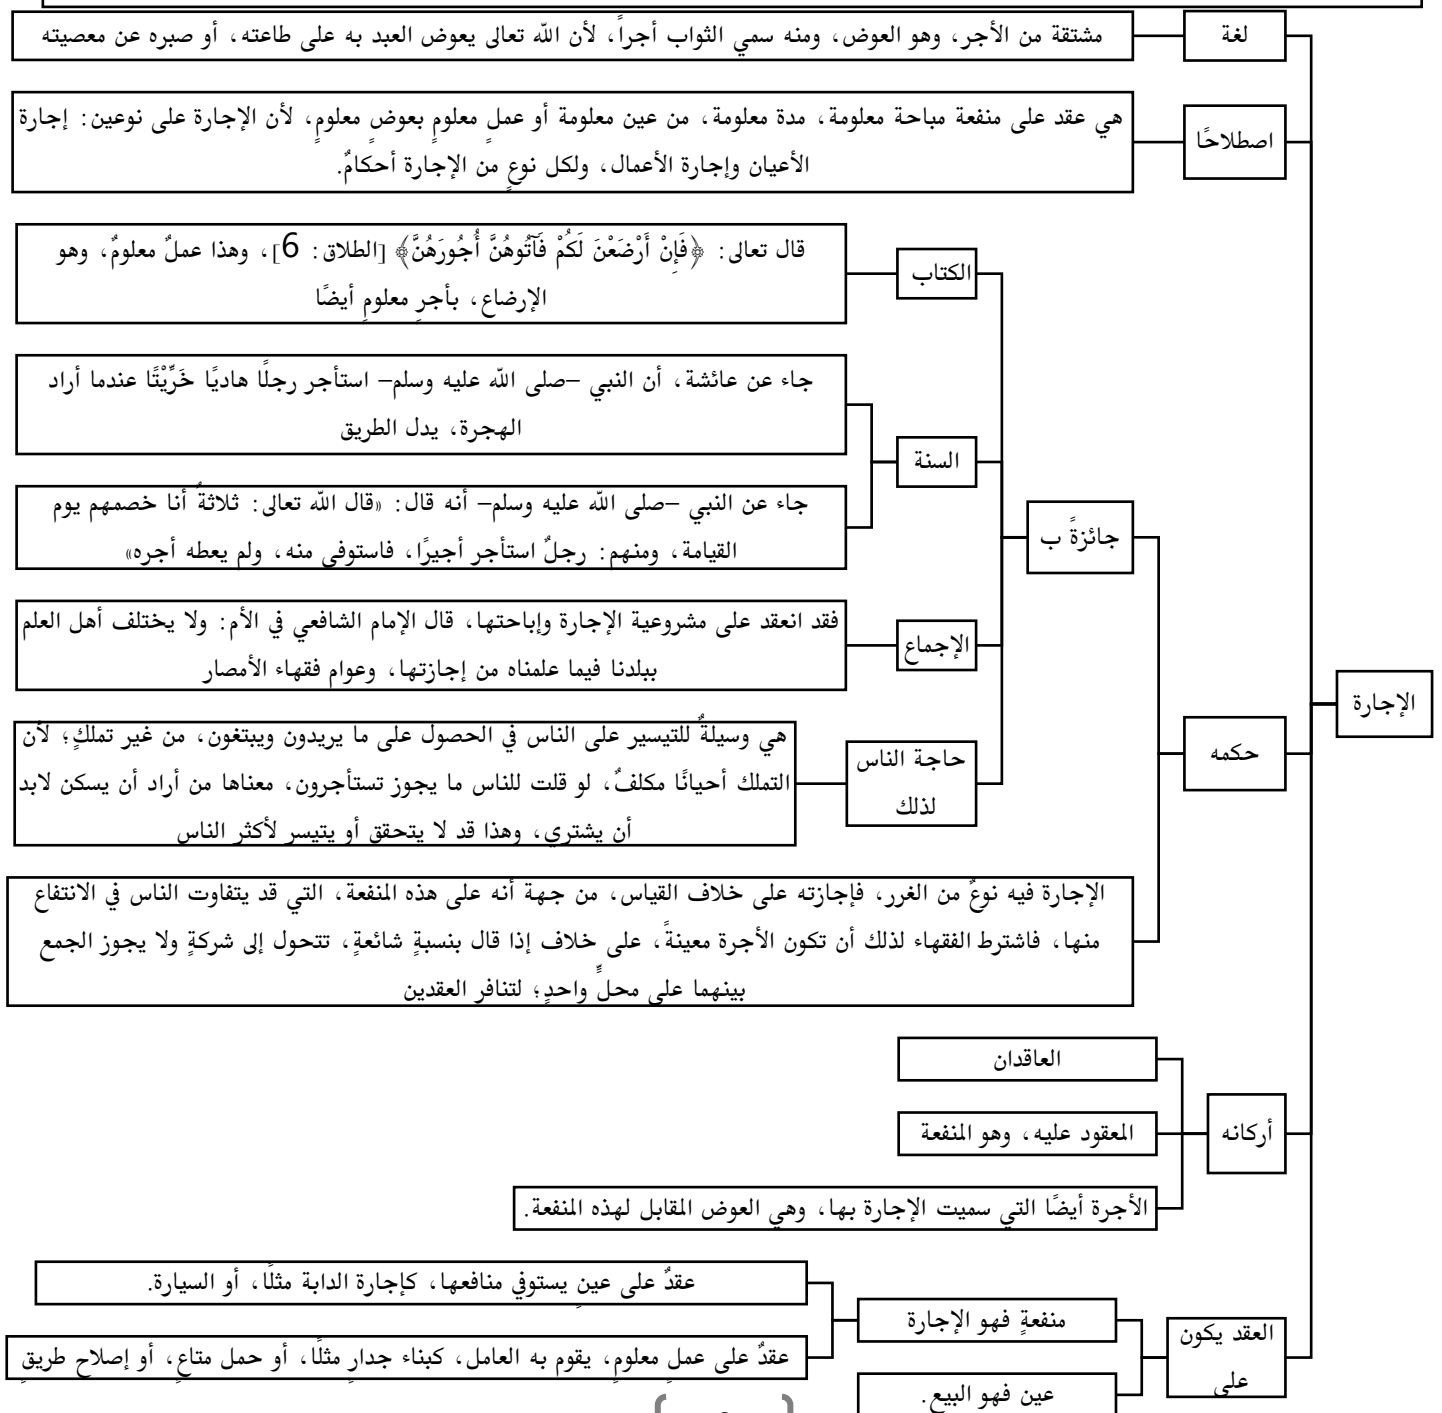 الإجارة
لغة
مشتقة من الأجر، وهو العوض، ومنه سمي الثواب أجراً، لأن الله تعالى يعوض العبد به على طاعته، أو صبره عن معصيته
اصطلاحًا
هي عقد على منفعة مباحة معلومة، مدة معلومة، من عين معلومة أو عملٍ معلومٍ بعوضٍ معلومٍ، لأن الإجارة على نوعين: إجارة
الأعيان وإجارة الأعمال، ولكل نوعٍ من الإجارة أحكامٌ.
حكمه
جائزةً ب
الكتاب
قال تعالى: ﴿فَإِنْ أَرْضَعْنَ لَكُمْ فَآتُوهُنَّ أُجُورَهُنَّ﴾ [الطلاق: 6]، وهذا عملٌ معلومٌ، وهو
الإرضاع، بأجرٍ معلومٍ أيضًا
السنة
جاء عن عائشة، أن النبي –صلى الله عليه وسلم– استأجر رجلًا هاديًا خَرِّيْتًا عندما أراد
الهجرة، يدل الطريق
جاء عن النبي –صلى الله عليه وسلم– أنه قال: «قال الله تعالى: ثلاثةٌ أنا خصمهم يوم
القيامة، ومنهم: رجلٌ استأجر أجيرًا، فاستوفى منه، ولم يعطه أجره»
الإجماع
فقد انعقد على مشروعية الإجارة وإباحتها، قال الإمام الشافعي في الأم: ولا يختلف أهل العلم
ببلدنا فيما علمناه من إجازتها، وعوام فقهاء الأمصار
حاجة الناس
لذلك
هي وسيلةٌ للتيسير على الناس في الحصول على ما يريدون ويبتغون، من غير تملكٍ؛ لأن
التملك أحيانًا مكلفٌ، لو قلت للناس ما يجوز تستأجرون، معناها من أراد أن يسكن لابد
أن يشتري، وهذا قد لا يتحقق أو يتيسر لأكثر الناس
الإجارة فيه نوعٌ من الغرر، فإجازته على خلاف القياس، من جهة أنه على هذه المنفعة، التي قد يتفاوت الناس في الانتفاع
منها، فاشترط الفقهاء لذلك أن تكون الأجرة معينةً، على خلاف إذا قال بنسبةٍ شائعةٍ، تتحول إلى شركةٍ ولا يجوز الجمع
بينهما على محلٍّ واحدٍ؛ لتنافر العقدين
أركانه
العاقدان
المعقود عليه، وهو المنفعة
الأجرة أيضًا التي سميت الإجارة بها، وهي العوض المقابل لهذه المنفعة.
العقد يكون
على
منفعةٍ فهو الإجارة
عقدٌ على عينٍ يستوفي منافعها، كإجارة الدابة مثلًا، أو السيارة.
عقدٌ على عملٍ معلومٍ، يقوم به العامل، كبناء جدارٍ مثلًا، أو حمل متاعٍ، أو إصلاح طريقٍ
عين فهو البيع.